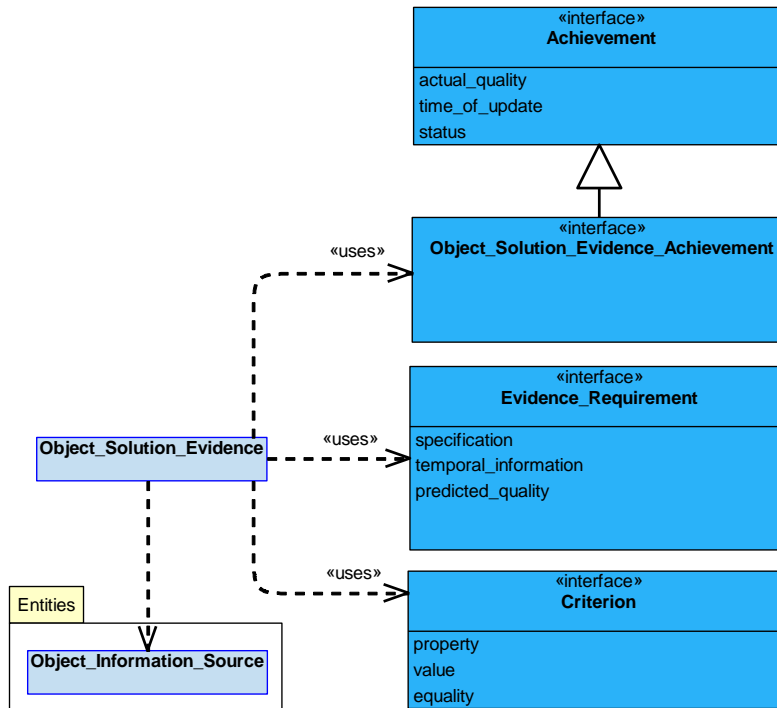 «interface»
Achievement
actual_quality
time_of_update
status
«interface»
Object_Solution_Evidence_Achievement
«uses»
«interface»
Evidence_Requirement
specification
temporal_information
predicted_quality
«uses»
Object_Solution_Evidence
«uses»
«interface»
Criterion
property
value
equality
Entities
Object_Information_Source